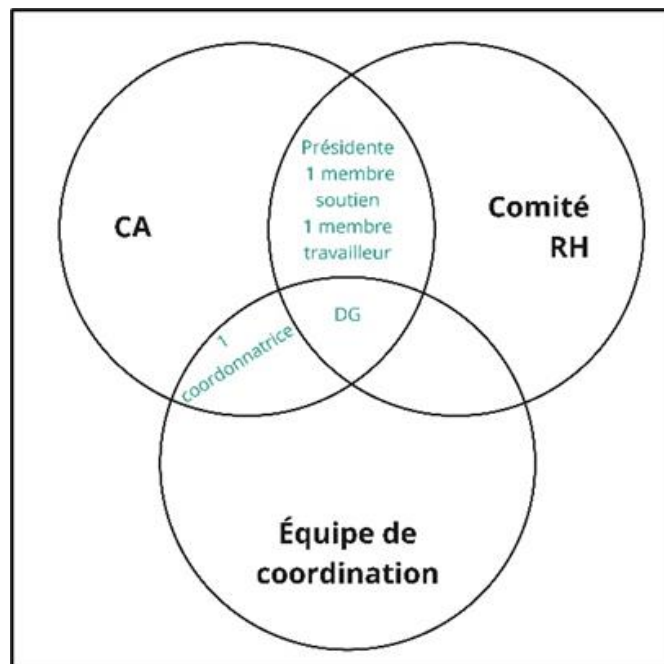 Présidente
1 membre
soutien
1 membre
travailleur
CA
Comité
RH
DG
1
coordonnatrice
Équipe de
coordination